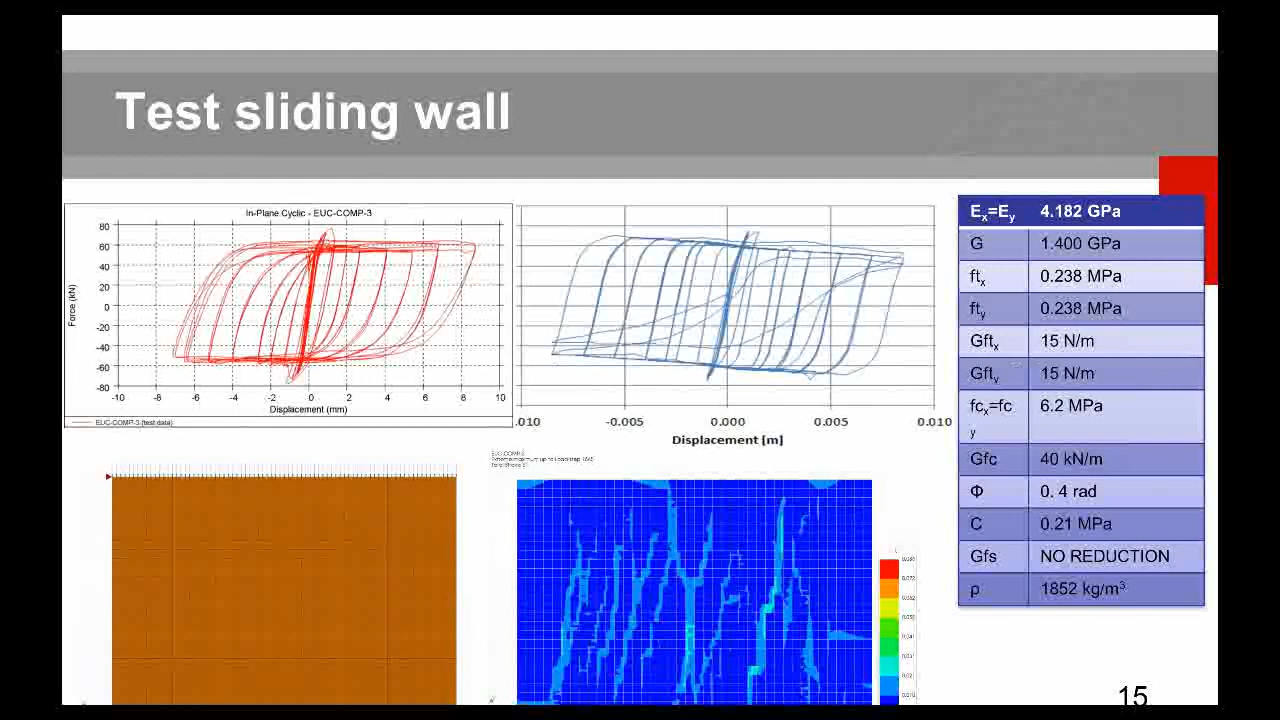 Test sliding wall
In-Plane Cyclic - EUC-COMP-3
80
60
40
20
0
-20
-40
-60
-80
Force (kN)
-10 -8 -6 -4 -2 0 2 4 6 8 10
Displacement (mm)
EUC-COMP-3 (test data)
.010 -0.005 0.000 0.005 0.010
Displacement [m]
Ex=Ey 4.182 GPa
G 1.400 GPa
ftx 0.238 MPa
fty 0.238 MPa
Gftx 15 N/m
Gfty 15 N/m
fcx=fc 6.2 MPa
y
Gfc 40 kN/m
Φ 0. 4 rad
C 0.21 MPa
Gfs NO REDUCTION
ρ 1852 kg/m³
15